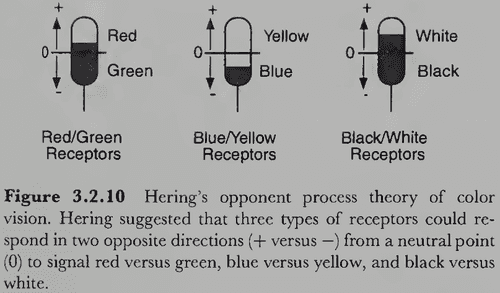 + Red + Yellow + White
0 0 0
Green Blue Black
- - -
Red/Green Blue/Yellow Black/White
Receptors Receptors Receptors
Figure 3.2.10 Hering's opponent process theory of color
vision. Hering suggested that three types of receptors could re-
spond in two opposite directions (+ versus −) from a neutral point
(0) to signal red versus green, blue versus yellow, and black versus
white.